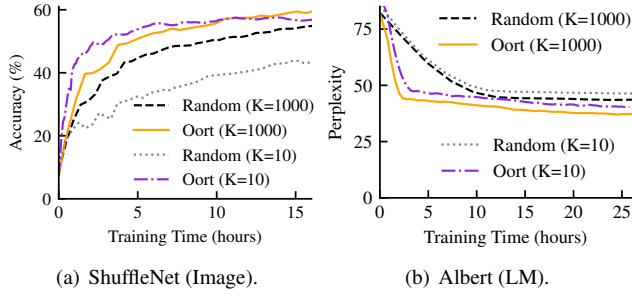 Accuracy (%)
60
40
20
0
Random (K=1000)
Oort (K=1000)
Random (K=10)
Oort (K=10)
0 5 10 15
Training Time (hours)
(a) ShuffleNet (Image).
Perplexity
75
50
25
0
Random (K=1000)
Oort (K=1000)
Random (K=10)
Oort (K=10)
0 5 10 15 20 25
Training Time (hours)
(b) Albert (LM).